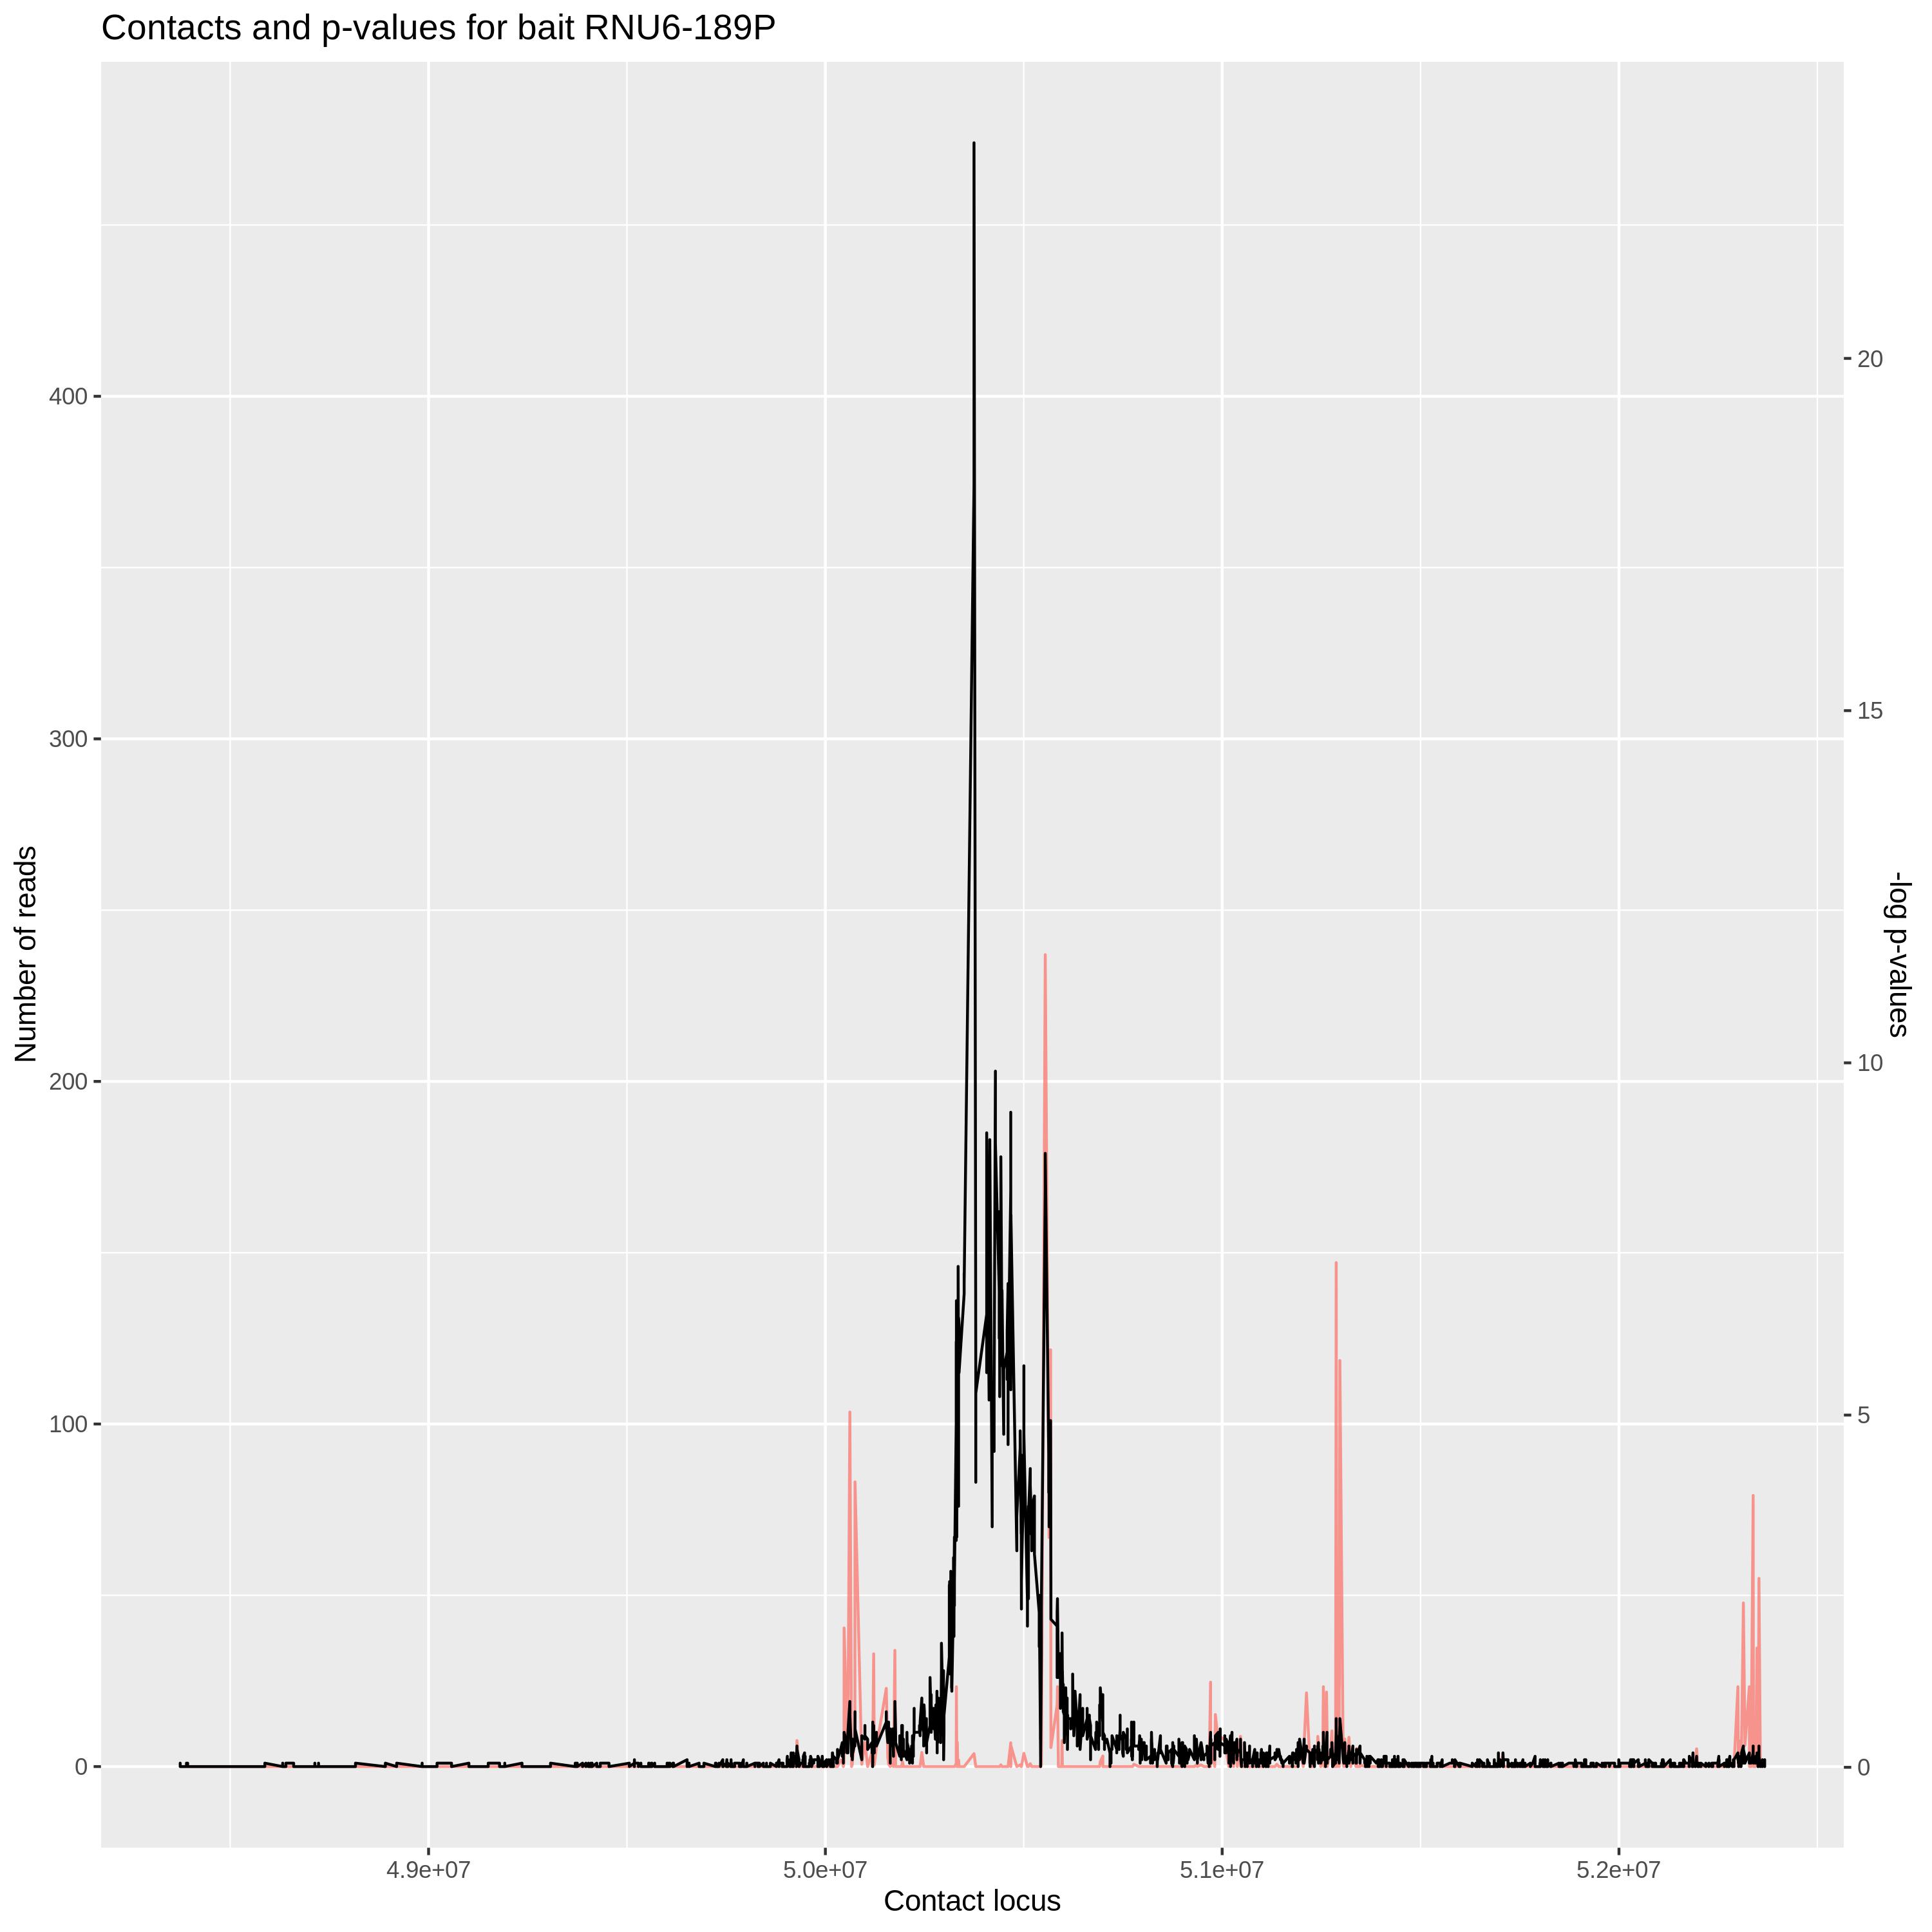 Contacts and p-values for bait RNU6-189P
400
300
200
100
0
Number of reads
20
15
10
5
0
-log p-values
4.9e+07
5.0e+07
5.1e+07
5.2e+07
Contact locus